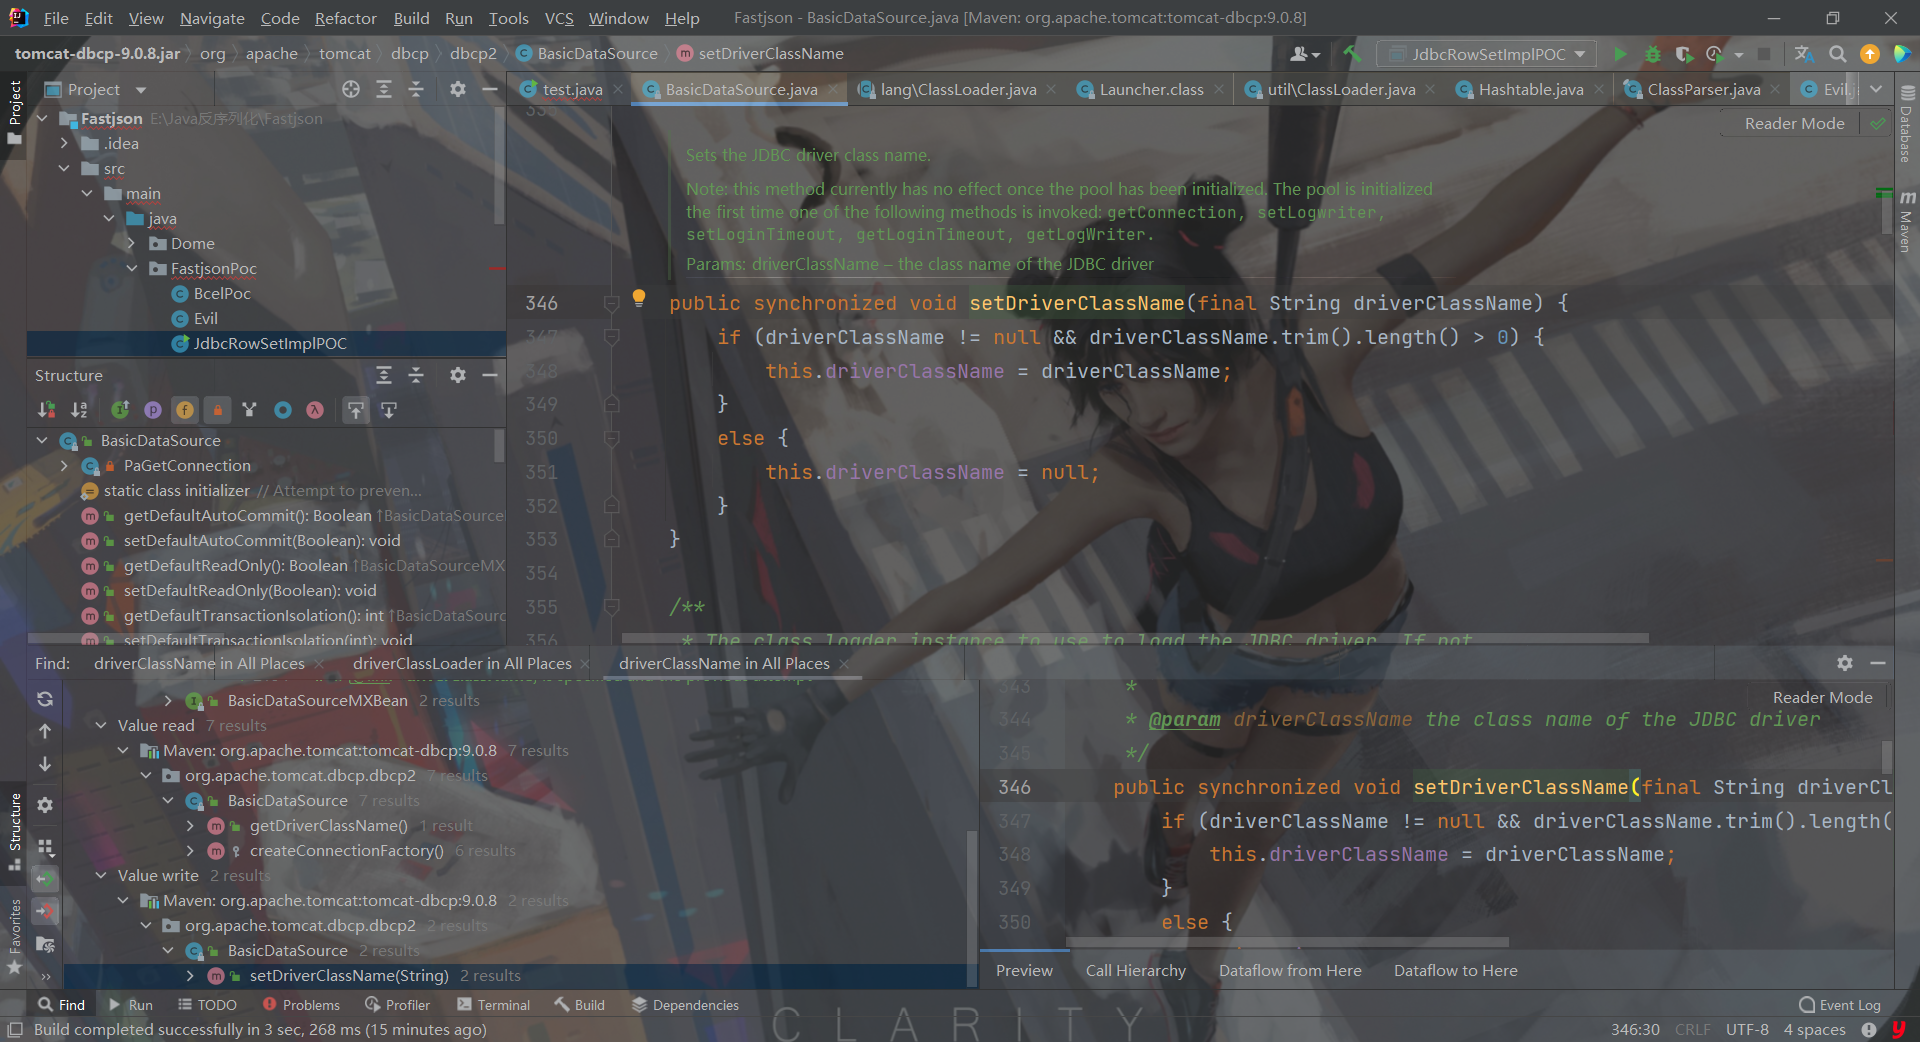 File Edit View Navigate Code Refactor Build Run Tools VCS Window Help Fastjson - BasicDataSource.java [Maven: org.apache.tomcat:tomcat-dbcp:9.0.8]
tomcat-dbcp-9.0.8.jar org apache tomcat dbcp dbcp2 BasicDataSource setDriverClassName JdbcRowSetImplPOC
Project
Project
test.java BasicDataSource.java lang\ClassLoader.java Launcher.class util\ClassLoader.java Hashtable.java ClassParser.java Evil.j
Fastjson E:\Java反序列化\Fastjson
.idea
src
main
java
Dome
FastjsonPoc
BcelPoc
Evil
JdbcRowSetImplPOC
Structure
BasicDataSource
PaGetConnection
static class initializer // Attempt to preven...
getDefaultAutoCommit(): Boolean ↑BasicDataSource
setDefaultAutoCommit(Boolean): void
getDefaultReadOnly(): Boolean ↑BasicDataSourceMX
setDefaultReadOnly(Boolean): void
getDefaultTransactionIsolation(): int ↑BasicDataSourc
setDefaultTransactionIsolation(int): void
Reader Mode
Database
Maven
Sets the JDBC driver class name.
Note: this method currently has no effect once the pool has been initialized. The pool is initialized
the first time one of the following methods is invoked: getConnection, setLogwriter,
setLoginTimeout, getLoginTimeout, getLogWriter.
Params: driverClassName – the class name of the JDBC driver
346 public synchronized void setDriverClassName(final String driverClassName) {
347 if (driverClassName != null && driverClassName.trim().length() > 0) {
348 this.driverClassName = driverClassName;
349 }
350 else {
351 this.driverClassName = null;
352 }
353 }
354
355 /**
356 * The class loader instance to use to load the JDBC driver. If not
Find: driverClassName in All Places driverClassLoader in All Places driverClassName in All Places
BasicDataSourceMXBean 2 results
Value read 7 results
Maven: org.apache.tomcat:tomcat-dbcp:9.0.8 7 results
org.apache.tomcat.dbcp.dbcp2 7 results
BasicDataSource 7 results
getDriverClassName() 1 result
createConnectionFactory() 6 results
Value write 2 results
Maven: org.apache.tomcat:tomcat-dbcp:9.0.8 2 results
org.apache.tomcat.dbcp.dbcp2 2 results
BasicDataSource 2 results
setDriverClassName(String) 2 results
Structure
Favorites
Reader Mode
343 *
344 * @param driverClassName the class name of the JDBC driver
345 */
346 public synchronized void setDriverClassName(final String driverCl
347 if (driverClassName != null && driverClassName.trim().length(
348 this.driverClassName = driverClassName;
349 }
350 else {
Preview Call Hierarchy Dataflow from Here Dataflow to Here
Find Run TODO Problems Profiler Terminal Build Dependencies Event Log
CLARITY
Build completed successfully in 3 sec, 268 ms (15 minutes ago) 346:30 CRLF UTF-8 4 spaces